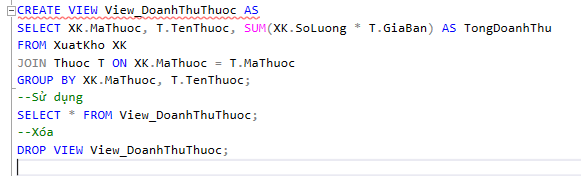 CREATE VIEW View_DoanhThuThuoc AS
SELECT XK.MaThuoc, T.TenThuoc, SUM(XK.SoLuong * T.GiaBan) AS TongDoanhThu
FROM XuatKho XK
JOIN Thuoc T ON XK.MaThuoc = T.MaThuoc
GROUP BY XK.MaThuoc, T.TenThuoc;
--Sử dụng
SELECT * FROM View_DoanhThuThuoc;
--Xóa
DROP VIEW View_DoanhThuThuoc;